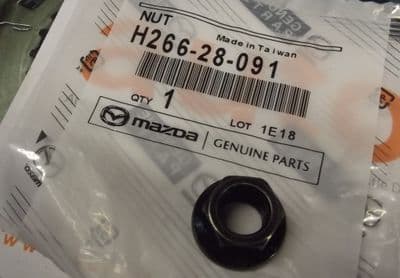 NUT
Made in Taiwan
H266-28-091
QTY 1
LOT 1E18
mazda GENUINE PARTS